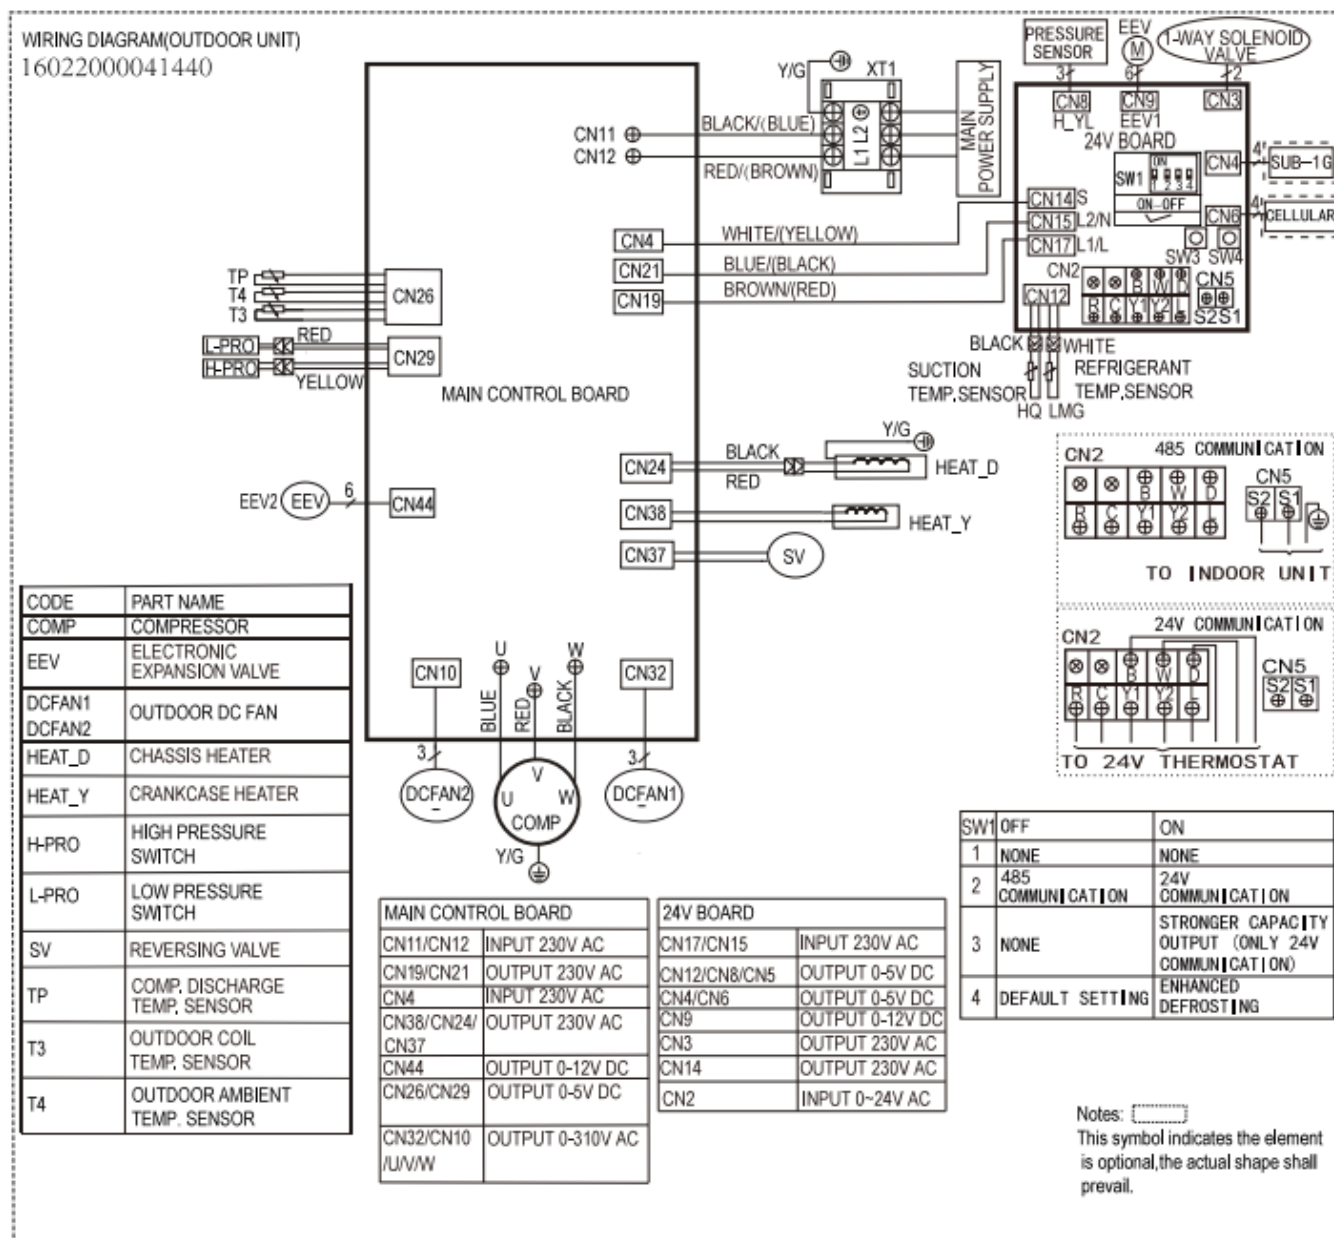 WIRING DIAGRAM(OUTDOOR UNIT)
16022000041440
PRESSURE
SENSOR
3
EEV
M
6
1-WAY SOLENOID
VALVE
2
CN8
H_YL
CN9
EEV1
CN3
24V BOARD
SW1
ON
1 2 3 4
ON-OFF
CN4
4
SUB-1G
CN6
4
CELLULAR
SW3
SW4
CN14 S
CN15 L2/N
CN17 L1/L
CN2
B W D
R C Y1 Y2 L
CN5
S2 S1
CN12
BLACK
WHITE
SUCTION
TEMP.SENSOR
REFRIGERANT
TEMP.SENSOR
HQ LMG
Y/G
XT1
L1 L2
MAIN
POWER SUPPLY
CN11
BLACK/(BLUE)
CN12
RED/(BROWN)
CN4
WHITE/(YELLOW)
CN21
BLUE/(BLACK)
CN19
BROWN/(RED)
TP
T4
T3
CN26
L-PRO
RED
H-PRO
YELLOW
CN29
MAIN CONTROL BOARD
EEV2
EEV
6
CN44
CN24
BLACK
RED
Y/G
HEAT_D
CN38
HEAT_Y
CN37
SV
CN10
3
DCFAN2
U
V
W
BLUE
RED
BLACK
U
V
W
COMP
Y/G
CN32
3
DCFAN1
485 COMMUNICATION
CN2
B W D
R C Y1 Y2 L
CN5
S2 S1
TO INDOOR UNIT
24V COMMUNICATION
CN2
B W D
R C Y1 Y2 L
CN5
S2 S1
TO 24V THERMOSTAT
CODE PART NAME
COMP COMPRESSOR
EEV ELECTRONIC
EXPANSION VALVE
DCFAN1
DCFAN2
OUTDOOR DC FAN
HEAT_D CHASSIS HEATER
HEAT_Y CRANKCASE HEATER
H-PRO HIGH PRESSURE
SWITCH
L-PRO LOW PRESSURE
SWITCH
SV REVERSING VALVE
TP COMP. DISCHARGE
TEMP. SENSOR
T3 OUTDOOR COIL
TEMP. SENSOR
T4 OUTDOOR AMBIENT
TEMP. SENSOR
MAIN CONTROL BOARD
CN11/CN12 INPUT 230V AC
CN19/CN21 OUTPUT 230V AC
CN4 INPUT 230V AC
CN38/CN24/ OUTPUT 230V AC
CN37
CN44 OUTPUT 0-12V DC
CN26/CN29 OUTPUT 0-5V DC
CN32/CN10 OUTPUT 0-310V AC
/U/V/W
24V BOARD
CN17/CN15 INPUT 230V AC
CN12/CN8/CN5 OUTPUT 0-5V DC
CN4/CN6 OUTPUT 0-5V DC
CN9 OUTPUT 0-12V DC
CN3 OUTPUT 230V AC
CN14 OUTPUT 230V AC
CN2 INPUT 0~24V AC
SW1 OFF ON
1 NONE NONE
2 485
COMMUNICATION
24V
COMMUNICATION
3 NONE
STRONGER CAPACITY
OUTPUT (ONLY 24V
COMMUNICATION)
4 DEFAULT SETTING
ENHANCED
DEFROSTING
Notes:
This symbol indicates the element
is optional,the actual shape shall
prevail.